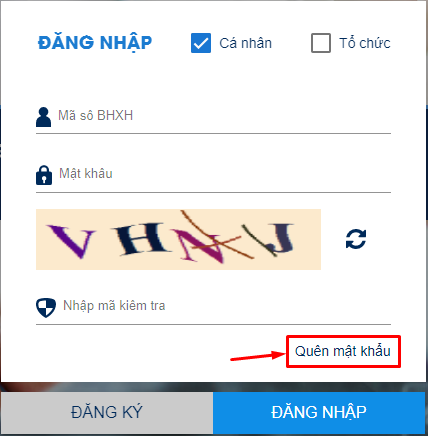 ĐĂNG NHẬP Cá nhân Tổ chức
Mã số BHXH
Mật khẩu
V H N J
Nhập mã kiểm tra
Quên mật khẩu
ĐĂNG KÝ ĐĂNG NHẬP